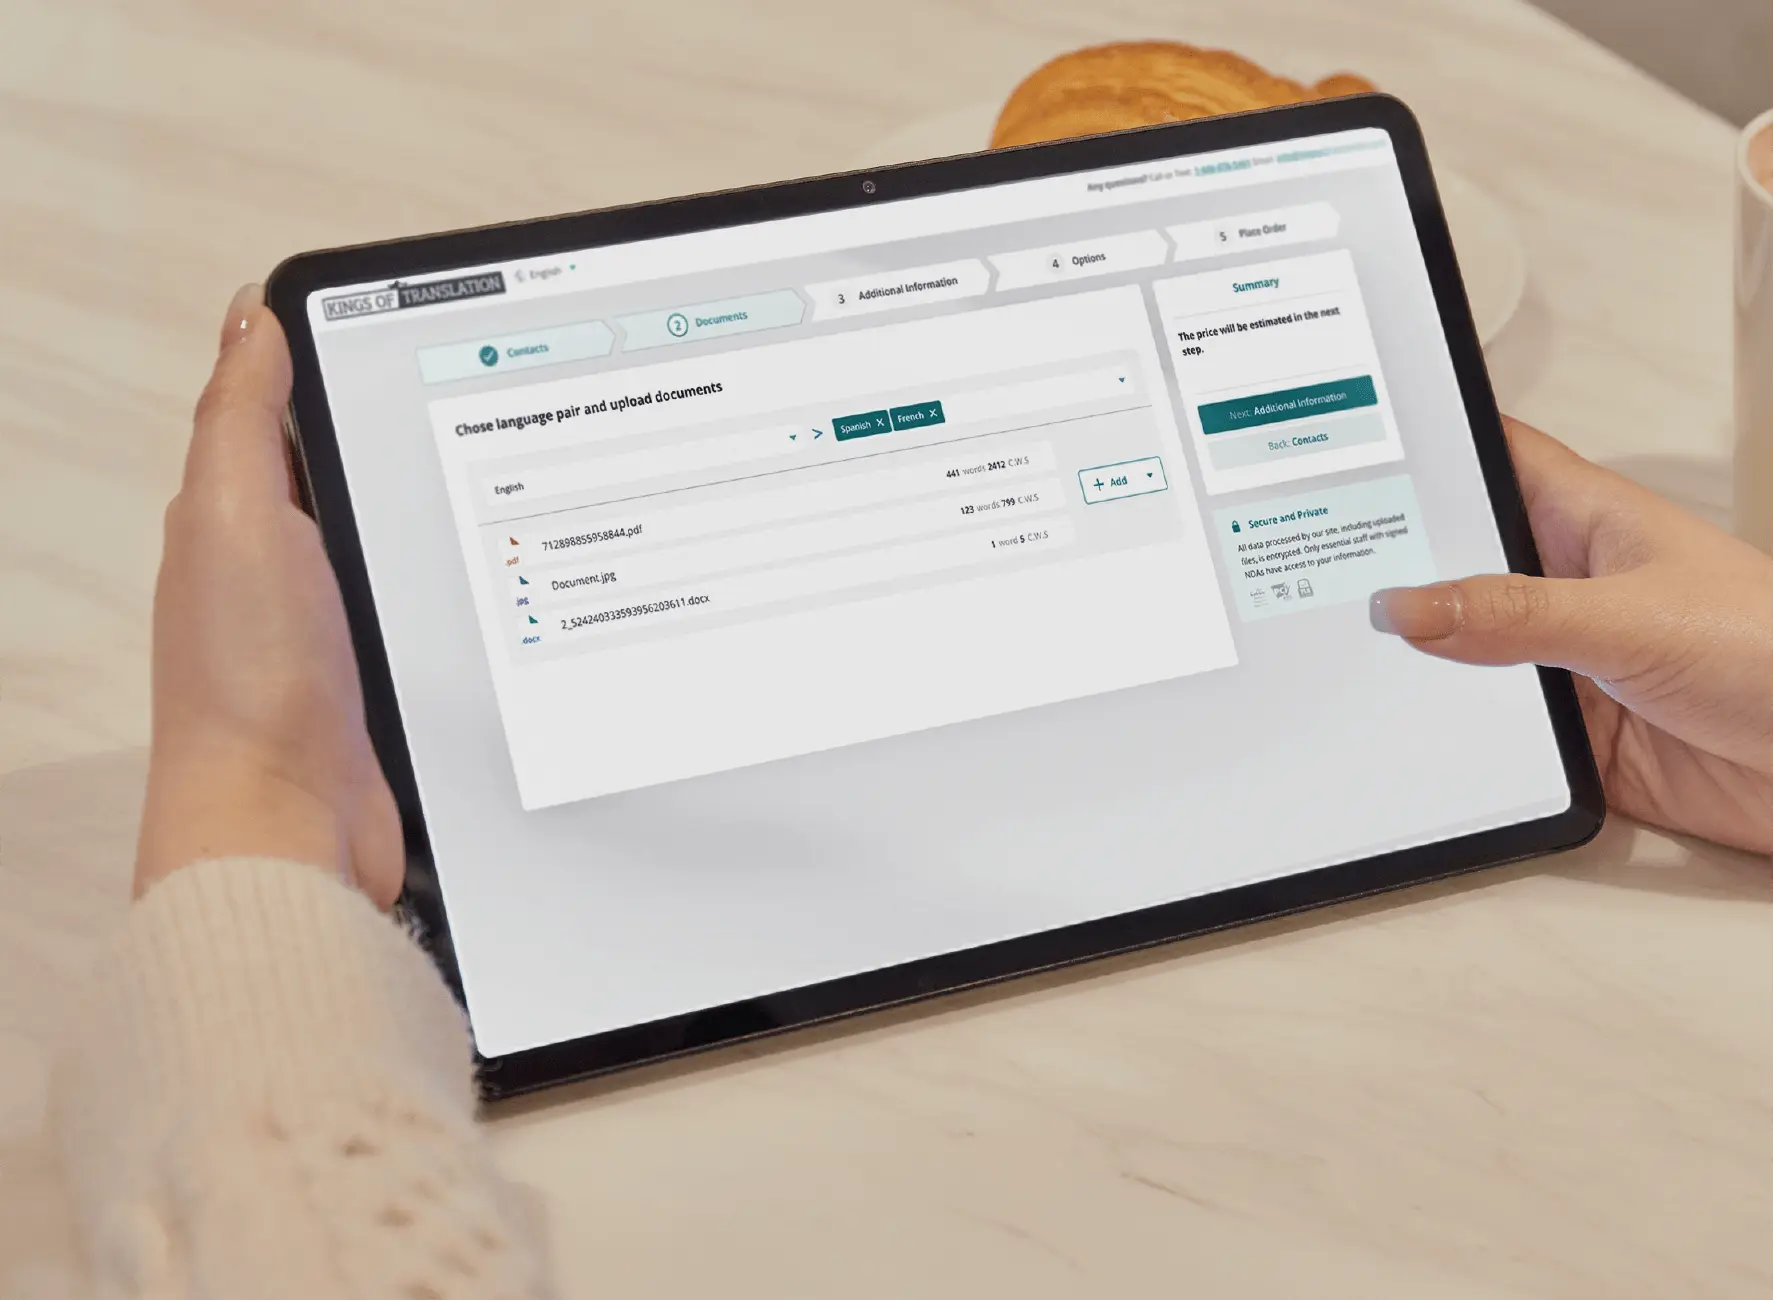 Any questions? Call or Text: Email:
KINGS OF TRANSLATION
English
Contacts
2 Documents
3 Additional Information
4 Options
5 Place Order
Chose language pair and upload documents
English
> Spanish X French X
.pdf 712898855958844.pdf 441 words 2412 C.W.S
.jpg Document.jpg 123 words 799 C.W.S
.docx 2_5242403335939562036​11.docx 1 word 5 C.W.S
+ Add
Summary
The price will be estimated in the next
step.
Next: Additional Information
Back: Contacts
Secure and Private
All data processed by our site, including uploaded
files, is encrypted. Only essential staff with signed
NDAs have access to your information.
PCI